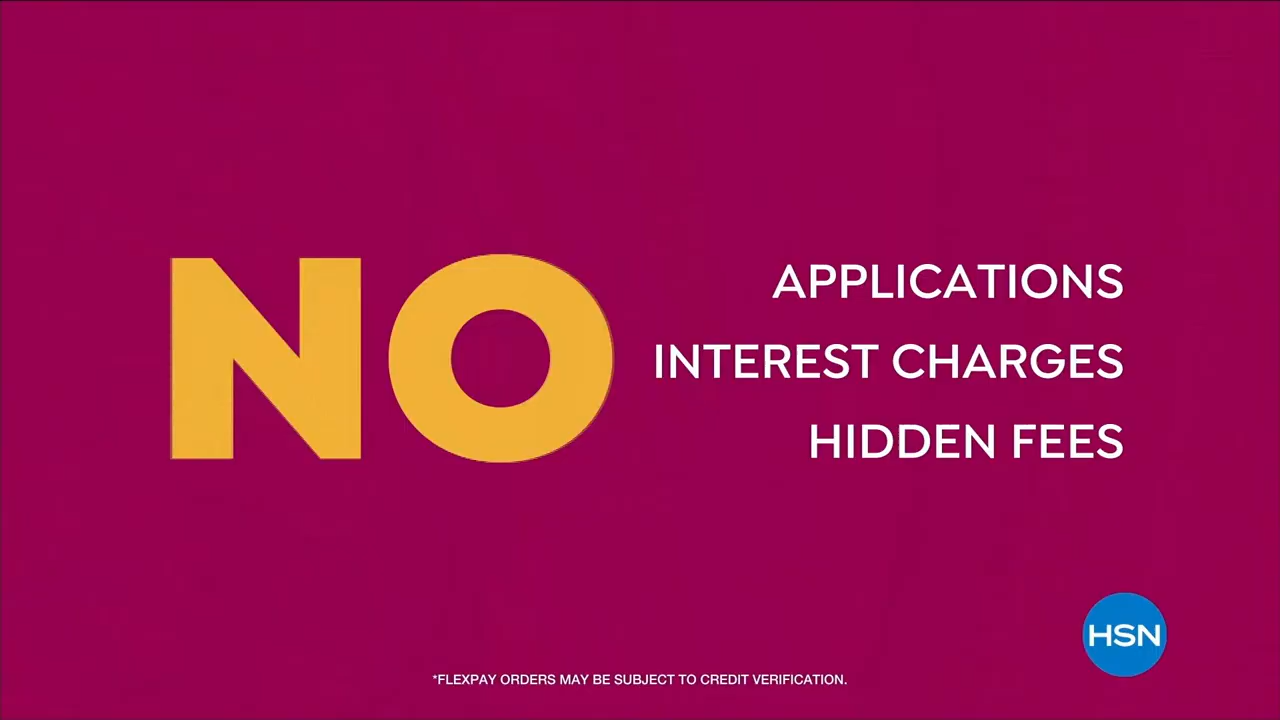 NO
APPLICATIONS
INTEREST CHARGES
HIDDEN FEES
HSN
*FLEXPAY ORDERS MAY BE SUBJECT TO CREDIT VERIFICATION.